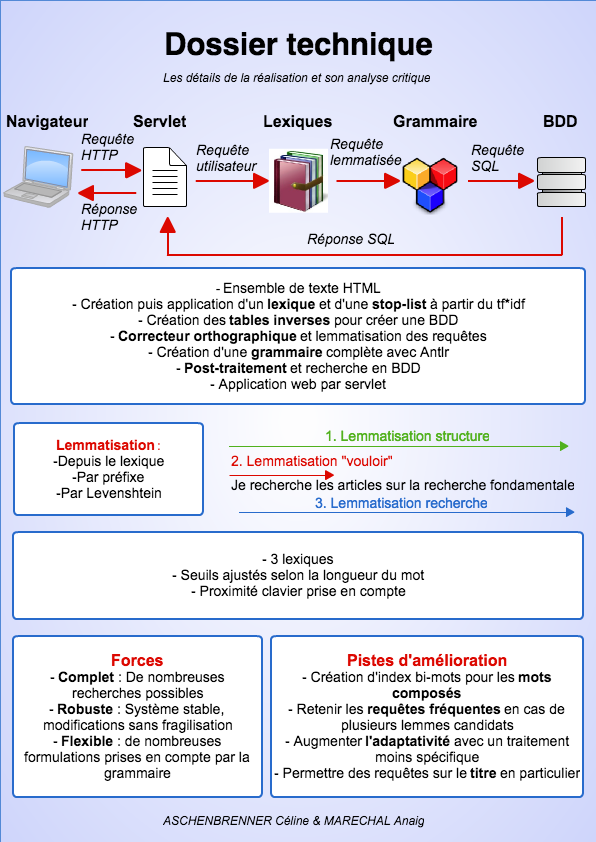 Dossier technique
Les détails de la réalisation et son analyse critique
Navigateur
Servlet
Lexiques
Grammaire
BDD
Requête
HTTP
Requête
utilisateur
Requête
lemmatisée
Requête
SQL
Réponse
HTTP
Réponse SQL
- Ensemble de texte HTML
- Création puis application d'un lexique et d'une stop-list à partir du tf*idf
- Création des tables inverses pour créer une BDD
- Correcteur orthographique et lemmatisation des requêtes
- Création d'une grammaire complète avec Antlr
- Post-traitement et recherche en BDD
- Application web par servlet
Lemmatisation :
-Depuis le lexique
-Par préfixe
-Par Levenshtein
1. Lemmatisation structure
2. Lemmatisation "vouloir"
Je recherche les articles sur la recherche fondamentale
3. Lemmatisation recherche
- 3 lexiques
- Seuils ajustés selon la longueur du mot
- Proximité clavier prise en compte
Forces
- Complet : De nombreuses
recherches possibles
- Robuste : Système stable,
modifications sans fragilisation
- Flexible : de nombreuses
formulations prises en compte par la
grammaire
Pistes d'amélioration
- Création d'index bi-mots pour les mots
composés
- Retenir les requêtes fréquentes en cas de
plusieurs lemmes candidats
- Augmenter l'adaptativité avec un traitement
moins spécifique
- Permettre des requêtes sur le titre en particulier
ASCHENBRENNER Céline & MARECHAL Anaig